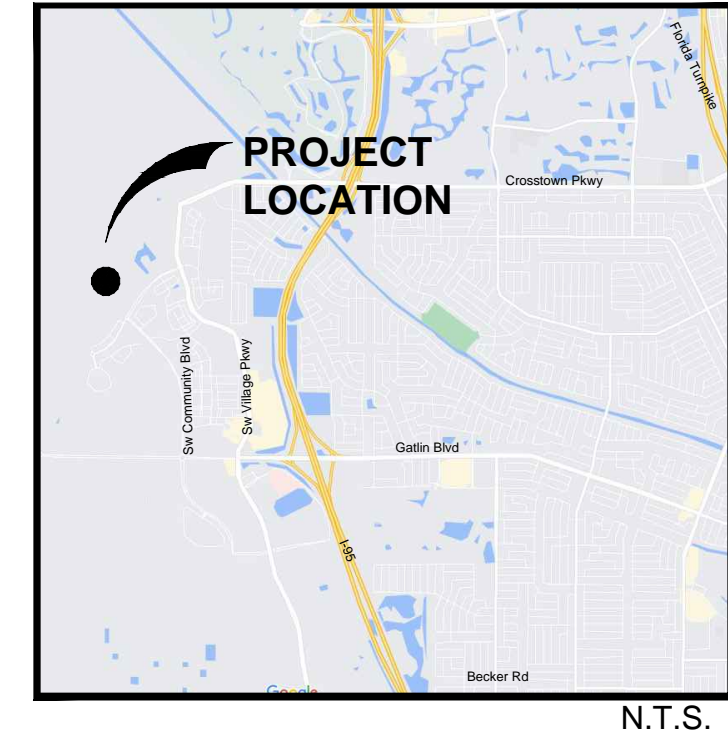 Florida Turnpike
PROJECT
LOCATION
Crosstown Pkwy
Sw Community Blvd
Sw Village Pkwy
Gatlin Blvd
I-95
Becker Rd
Google
N.T.S.